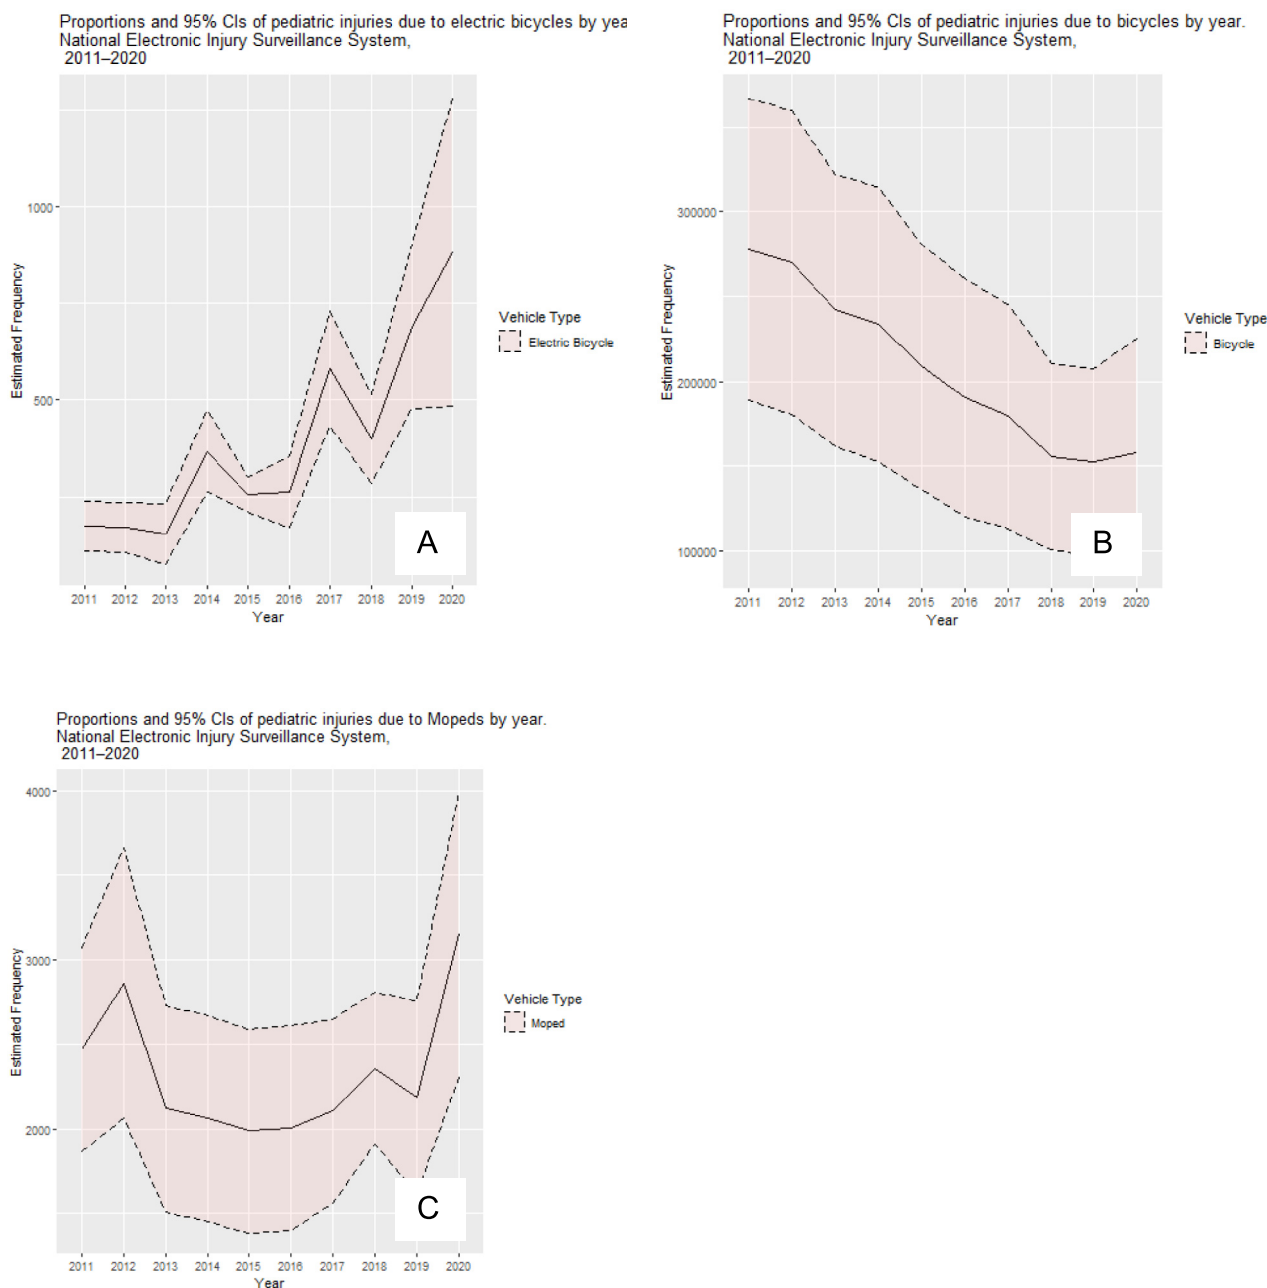 Proportions and 95% CIs of pediatric injuries due to electric bicycles by yea
National Electronic Injury Surveillance System,
2011–2020
1000
500
Estimated Frequency
2011 2012 2013 2014 2015 2016 2017 2018 2019 2020
Year
Vehicle Type
Electric Bicycle
A
Proportions and 95% CIs of pediatric injuries due to bicycles by year.
National Electronic Injury Surveillance System,
2011–2020
300000
200000
100000
Estimated Frequency
2011 2012 2013 2014 2015 2016 2017 2018 2019 2020
Year
Vehicle Type
Bicycle
B
Proportions and 95% CIs of pediatric injuries due to Mopeds by year.
National Electronic Injury Surveillance System,
2011–2020
4000
3000
2000
Estimated Frequency
2011 2012 2013 2014 2015 2016 2017 2018 2019 2020
Year
Vehicle Type
Moped
C